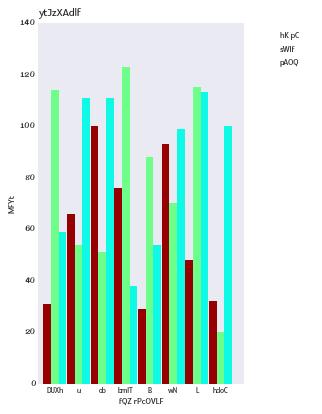 ytJzXAdlf
140
120
100
80
60
40
20
0
MFYt
DUXh u cb bmlT B wN L hdoC
fQZ rPcOVLF
hK pC
sWlf
pAOQ